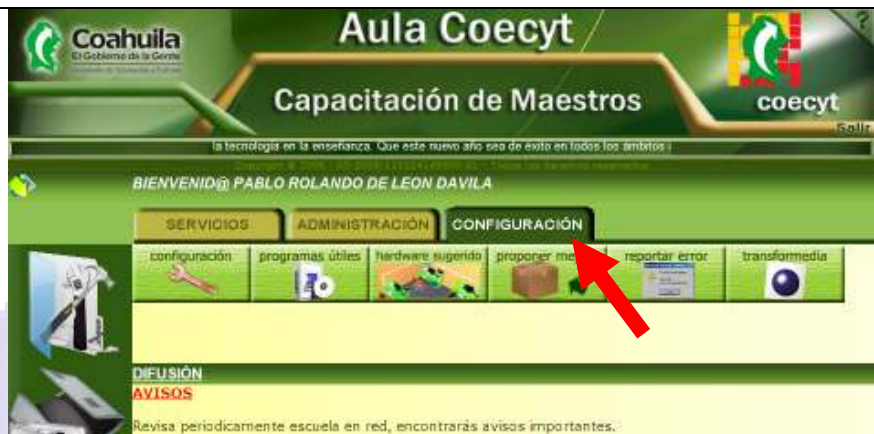 Coahuila
El Gobierno de la Gente
Aula Coecyt
?
Capacitación de Maestros
coecyt
Salir
la tecnología en la enseñanza. Que este nuevo año sea de éxito en todos los ámbitos
BIENVENID@ PABLO ROLANDO DE LEON DAVILA
SERVICIOS ADMINISTRACIÓN CONFIGURACIÓN
configuración programas útiles hardware sugerido proponer reportar error transformedia
DIFUSIÓN
AVISOS
Revisa periodicamente escuela en red, encontrarás avisos importantes.